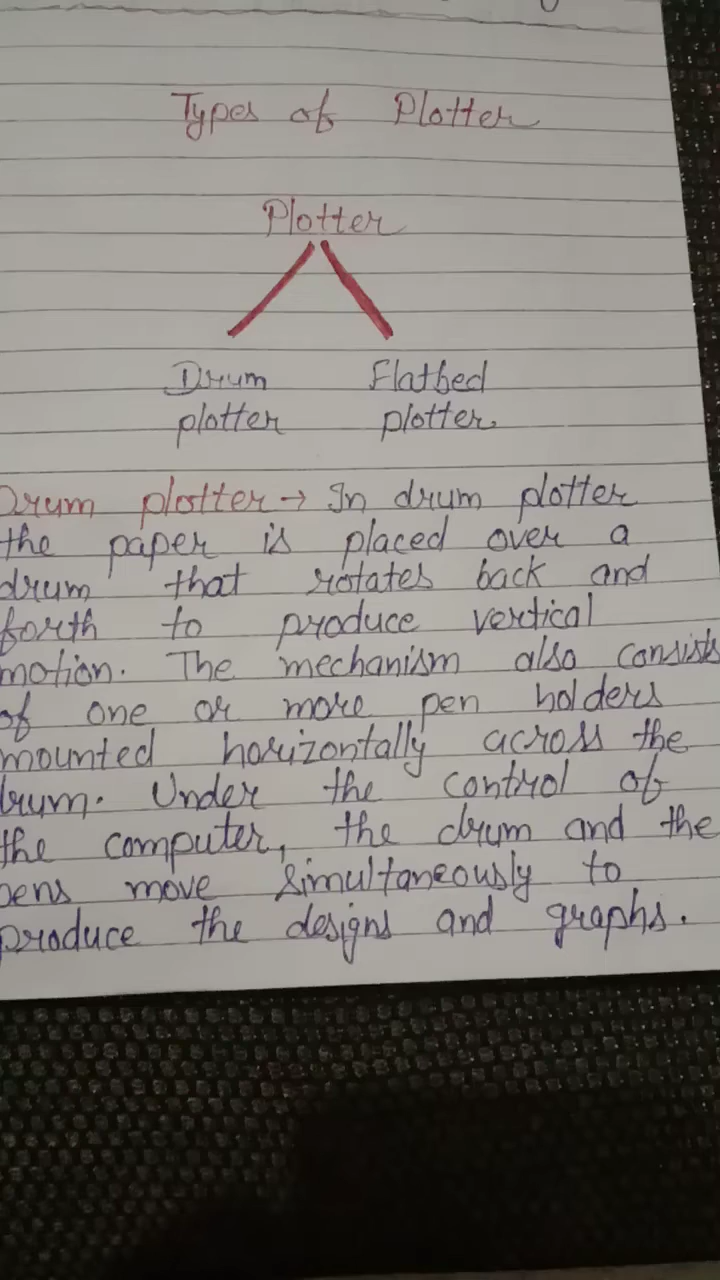 Types of Plotter
Plotter
Drum Flatbed
plotter plotter.
Drum plotter → In drum plotter
the paper is placed over a
drum that rotates back and
forth to produce vertical
motion. The mechanism also consists
of one or more pen holders
mounted horizontally across the
drum. Under the control of
the computer, the drum and the
pens move simultaneously to
produce the designs and graphs.